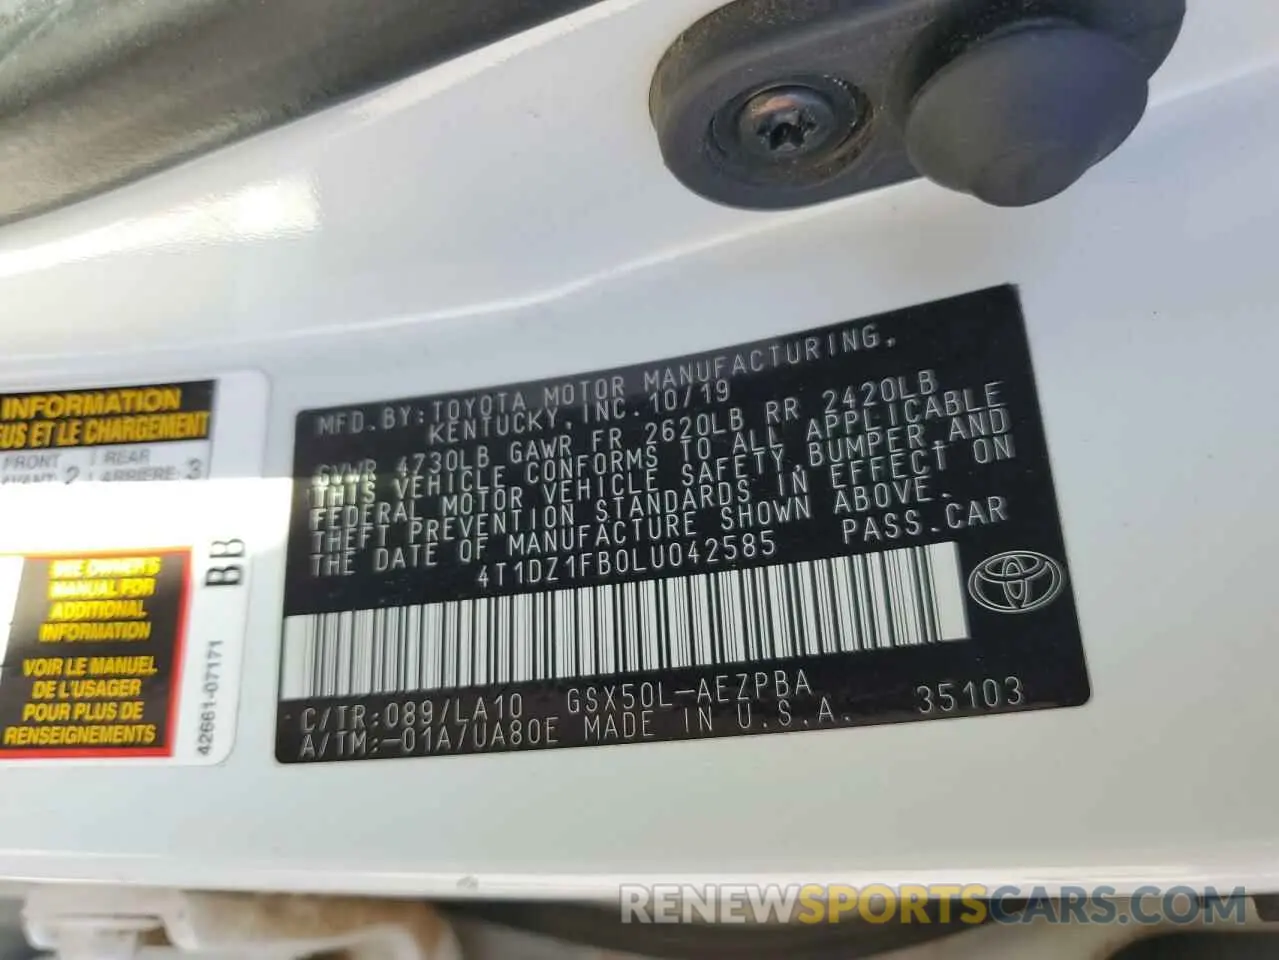 INFORMATION
EUS ET LE CHARGEMENT
FRONT 2 REAR 3
AVANT ARRIERE
SEE OWNER'S
MANUAL FOR
ADDITIONAL
INFORMATION
VOIR LE MANUEL
DE L'USAGER
POUR PLUS DE
RENSEIGNEMENTS
BB
42661-07171
MFD. BY: TOYOTA MOTOR MANUFACTURING,
KENTUCKY, INC. 10/19
GVWR 4730LB GAWR FR 2620LB RR 2420LB
THIS VEHICLE CONFORMS TO ALL APPLICABLE
FEDERAL MOTOR VEHICLE SAFETY, BUMPER, AND
THEFT PREVENTION STANDARDS IN EFFECT ON
THE DATE OF MANUFACTURE SHOWN ABOVE.
4T1DZ1FB0LU042585 PASS. CAR
C/TR: 089/LA10 GSX50L-AEZPBA
A/TM:-01A/UA80E MADE IN U.S.A. 35103
RENEWSPORTSCARS.COM